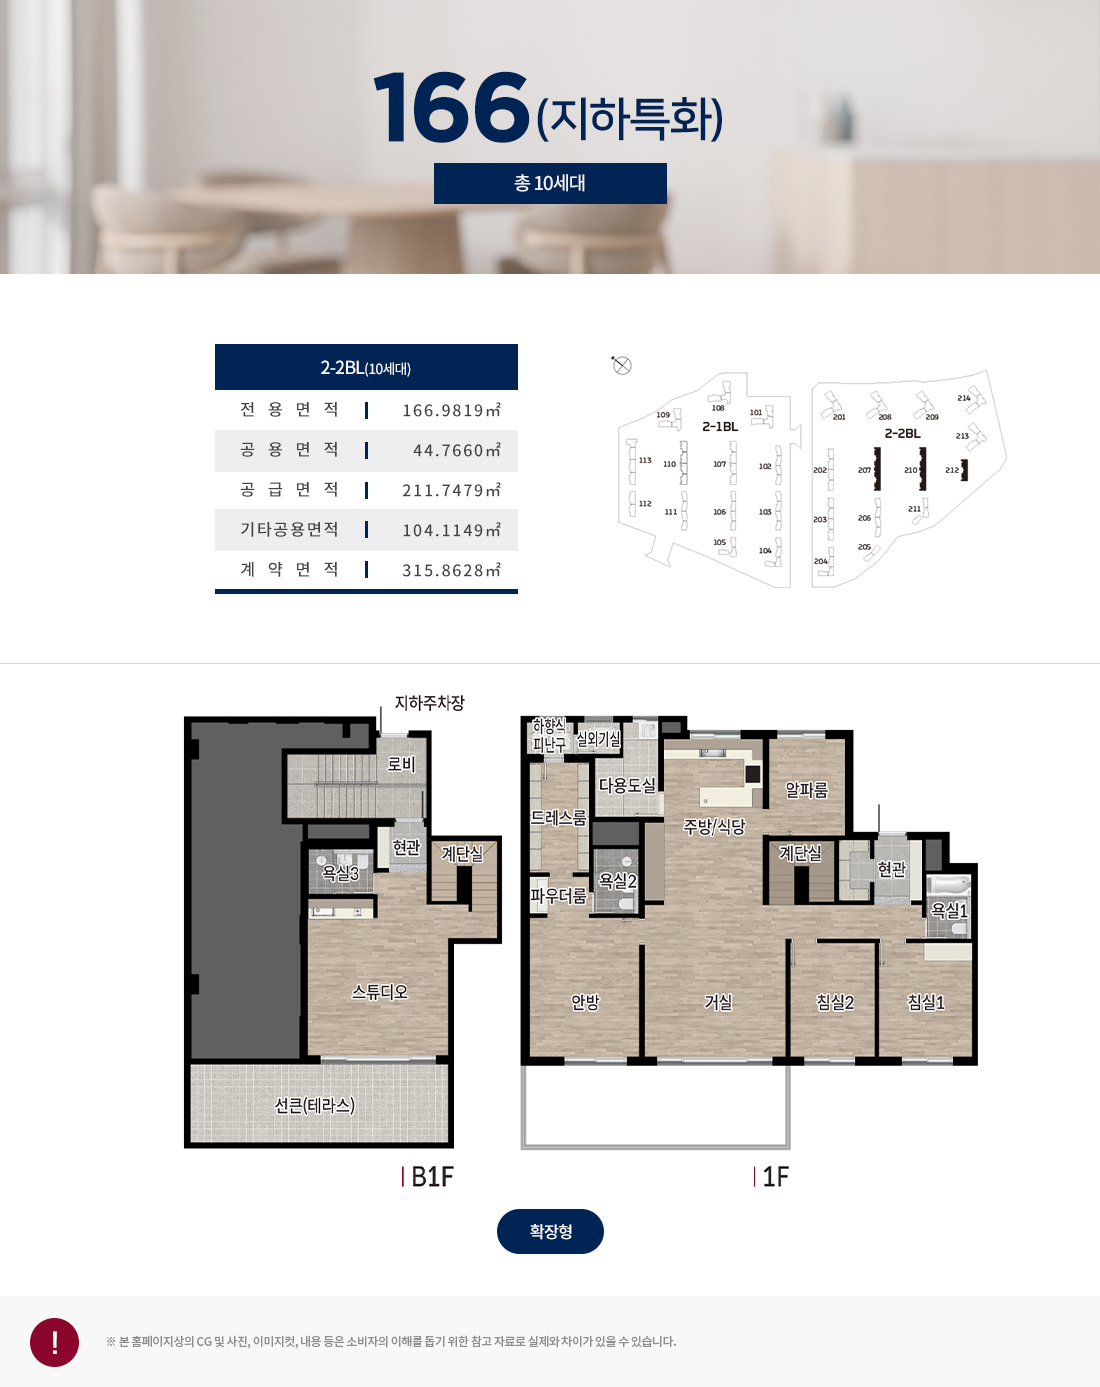 166(지하특화)
총 10세대
2-2BL(10세대)
전 용 면 적 166.9819㎡
공 용 면 적 44.7660㎡
공 급 면 적 211.7479㎡
기타공용면적 104.1149㎡
계 약 면 적 315.8628㎡
108
109
101
2-1BL
113
110
107
102
112
111
106
103
105
104
214
201
208
209
2-2BL
213
202
207
210
212
203
206
211
205
204
지하주차장
로비
현관
계단실
욕실3
스튜디오
선큰(테라스)
B1F
하향식
피난구
실외기실
다용도실
알파룸
드레스룸
주방/식당
계단실
현관
파우더룸
욕실2
욕실1
안방
거실
침실2
침실1
1F
확장형
!
※ 본 홈페이지상의 CG 및 사진, 이미지컷, 내용 등은 소비자의 이해를 돕기 위한 참고 자료로 실제와 차이가 있을 수 있습니다.